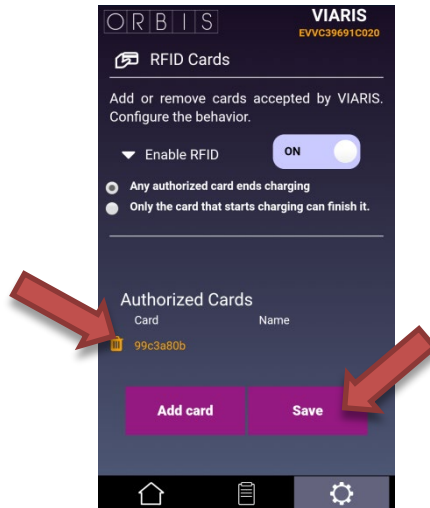 ORBIS
VIARIS
EVVC39691C020
RFID Cards
Add or remove cards accepted by VIARIS.
Configure the behavior.
Enable RFID
ON
Any authorized card ends charging
Only the card that starts charging can finish it.
Authorized Cards
Card Name
99c3a80b
Add card Save